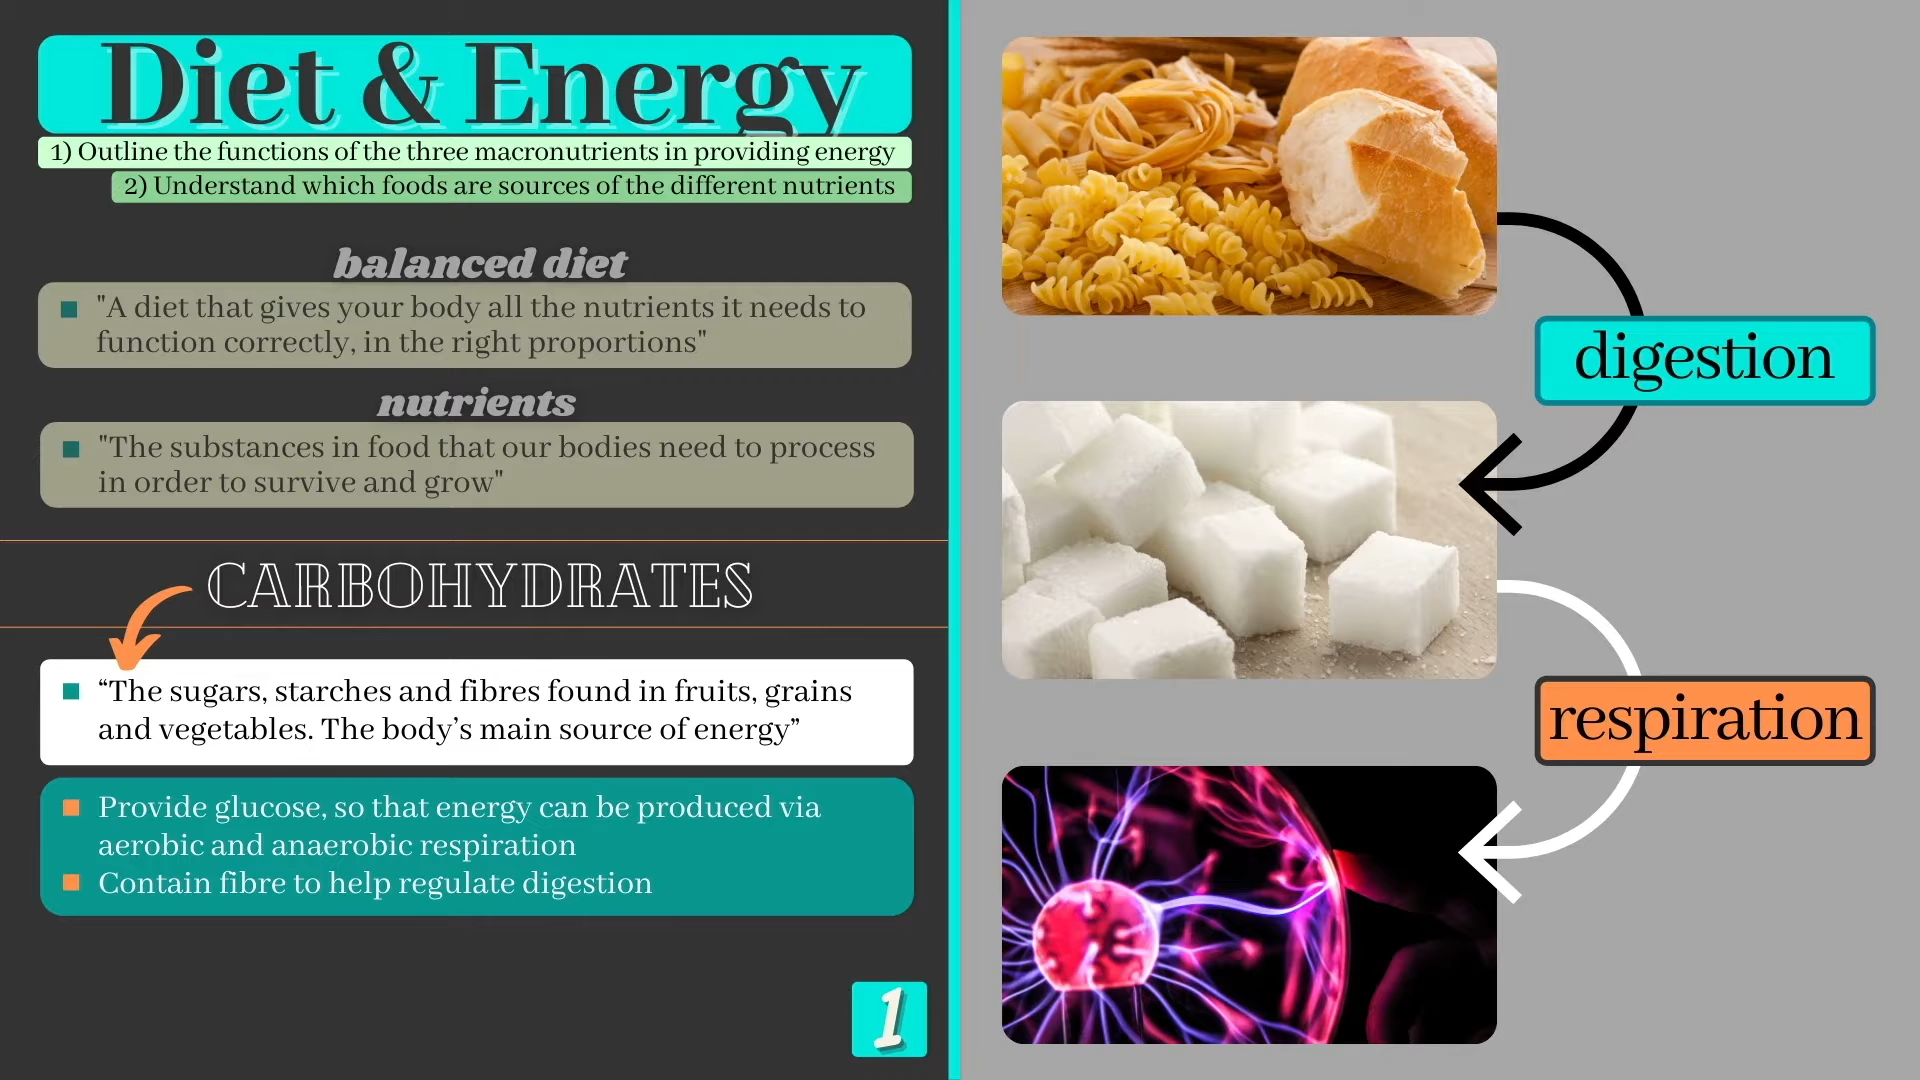 Diet & Energy
1) Outline the functions of the three macronutrients in providing energy
2) Understand which foods are sources of the different nutrients
balanced diet
"A diet that gives your body all the nutrients it needs to
function correctly, in the right proportions"
nutrients
"The substances in food that our bodies need to process
in order to survive and grow"
CARBOHYDRATES
“The sugars, starches and fibres found in fruits, grains
and vegetables. The body’s main source of energy”
Provide glucose, so that energy can be produced via
aerobic and anaerobic respiration
Contain fibre to help regulate digestion
1
digestion
respiration